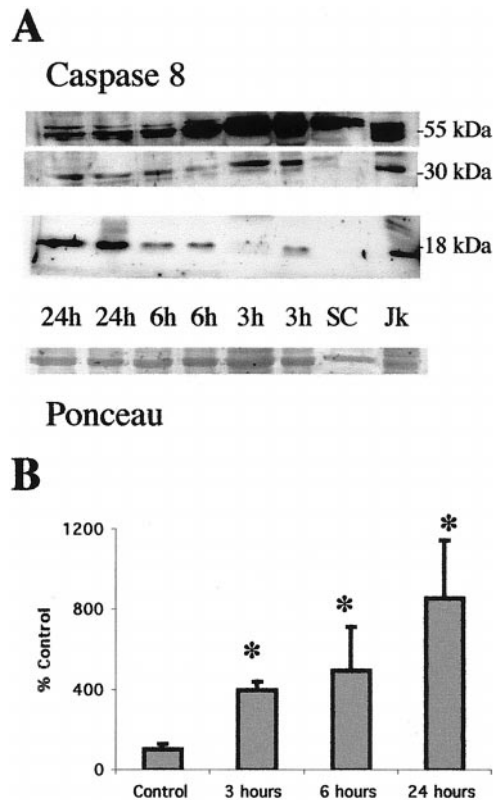 A
Caspase 8
-55 kDa
-30 kDa
-18 kDa
24h 24h 6h 6h 3h 3h SC Jk
Ponceau
B
1200
*
*
*
800
% Control
400
0
Control 3 hours 6 hours 24 hours